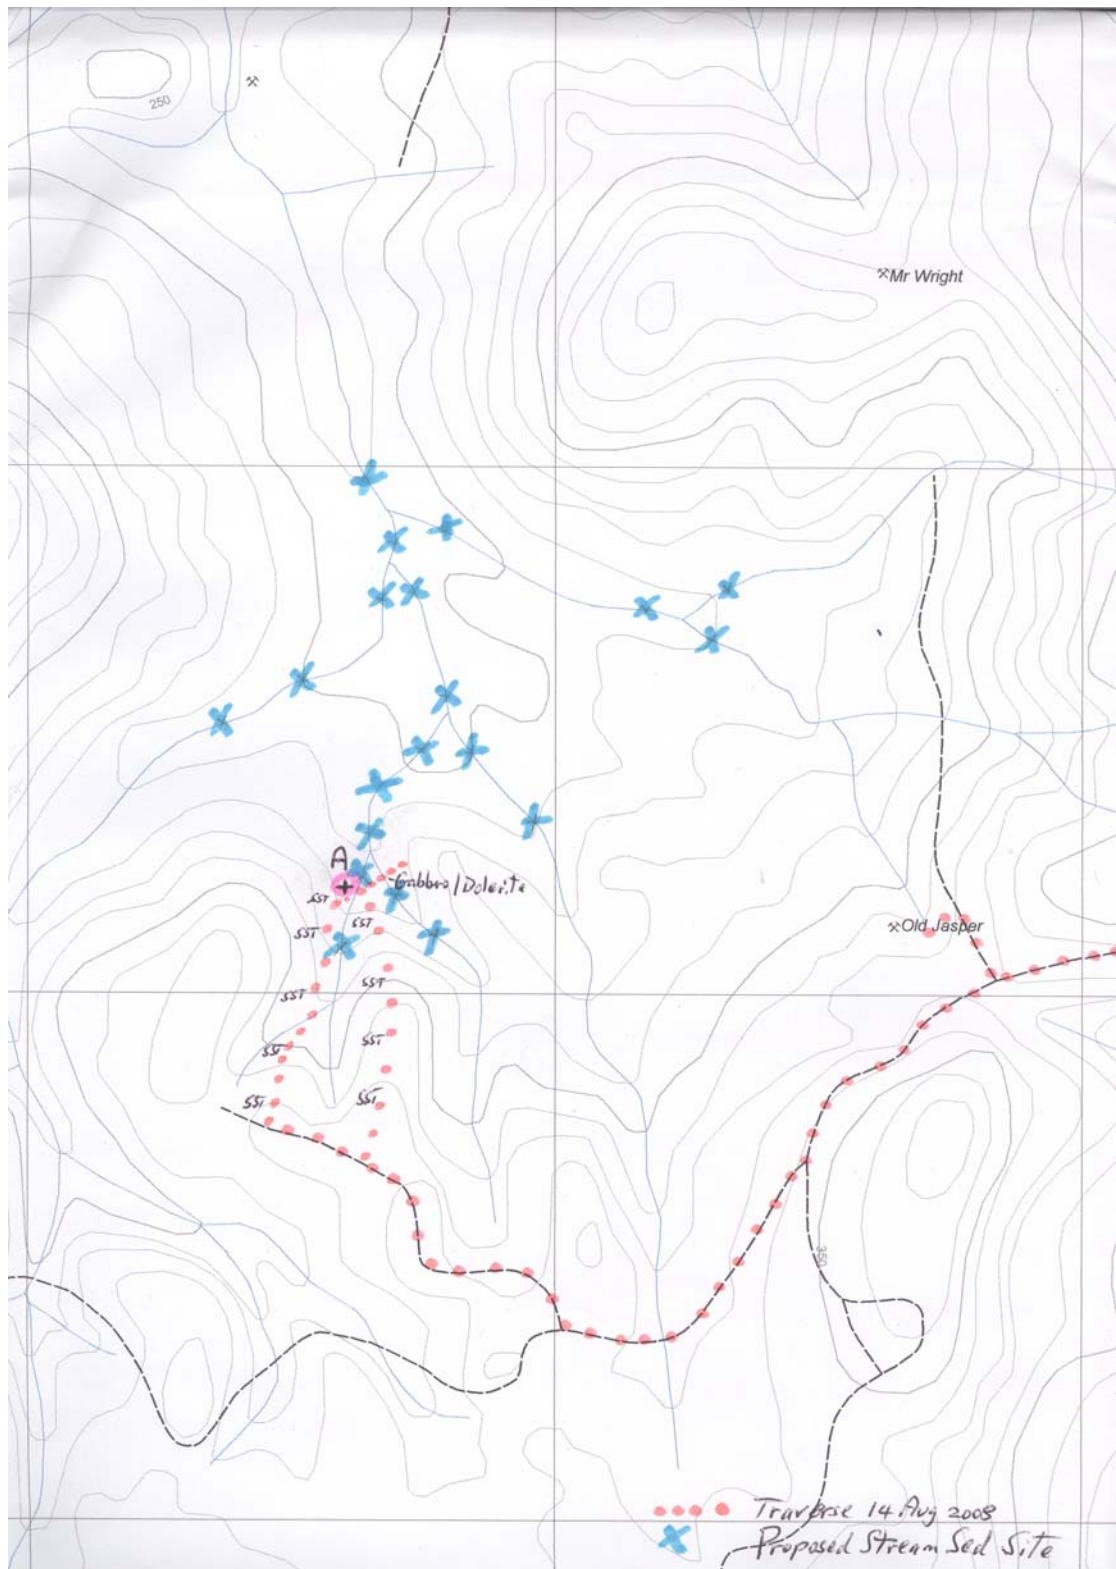 250
Mr Wright
A
Gabbro/Dolerite
SST
SST
SST
SST
SST
SST
Old Jasper
SST
SST
SST
350
Traverse 14 Aug 2008
Proposed Stream Sed Site